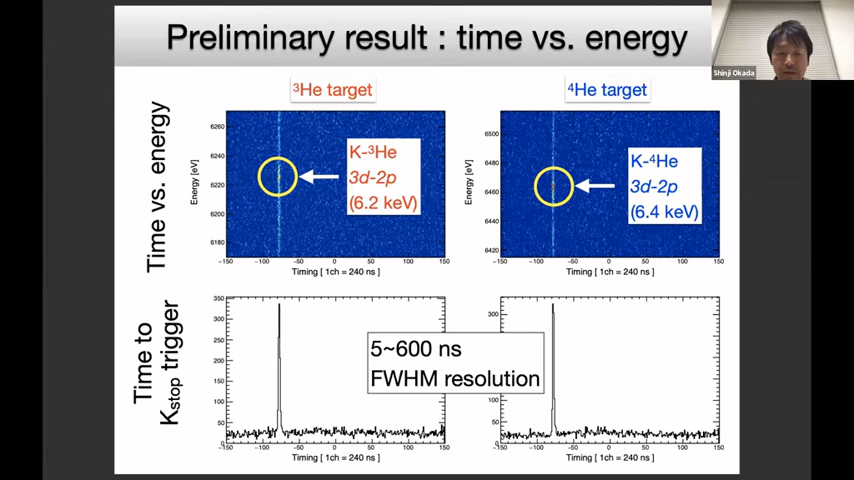 Preliminary result : time vs. energy
Shinji Okada
³He target
⁴He target
Time vs. energy
Energy [eV]
6260
6240
6220
6200
6180
K-³He
3d-2p
(6.2 keV)
−150 −100 −50 0 50 100 150
Timing [ 1ch = 240 ns ]
Energy [eV]
6500
6480
6460
6440
6420
K-⁴He
3d-2p
(6.4 keV)
−150 −100 −50 0 50 100 150
Timing [ 1ch = 240 ns ]
Time to
Kstop trigger
350
300
250
200
150
100
50
0
−150 −100 −50 0 50 100 150
Timing [ 1ch = 240 ns ]
5~600 ns
FWHM resolution
300
100
50
0
−150 −100 −50 0 50 100 150
Timing [ 1ch = 240 ns ]